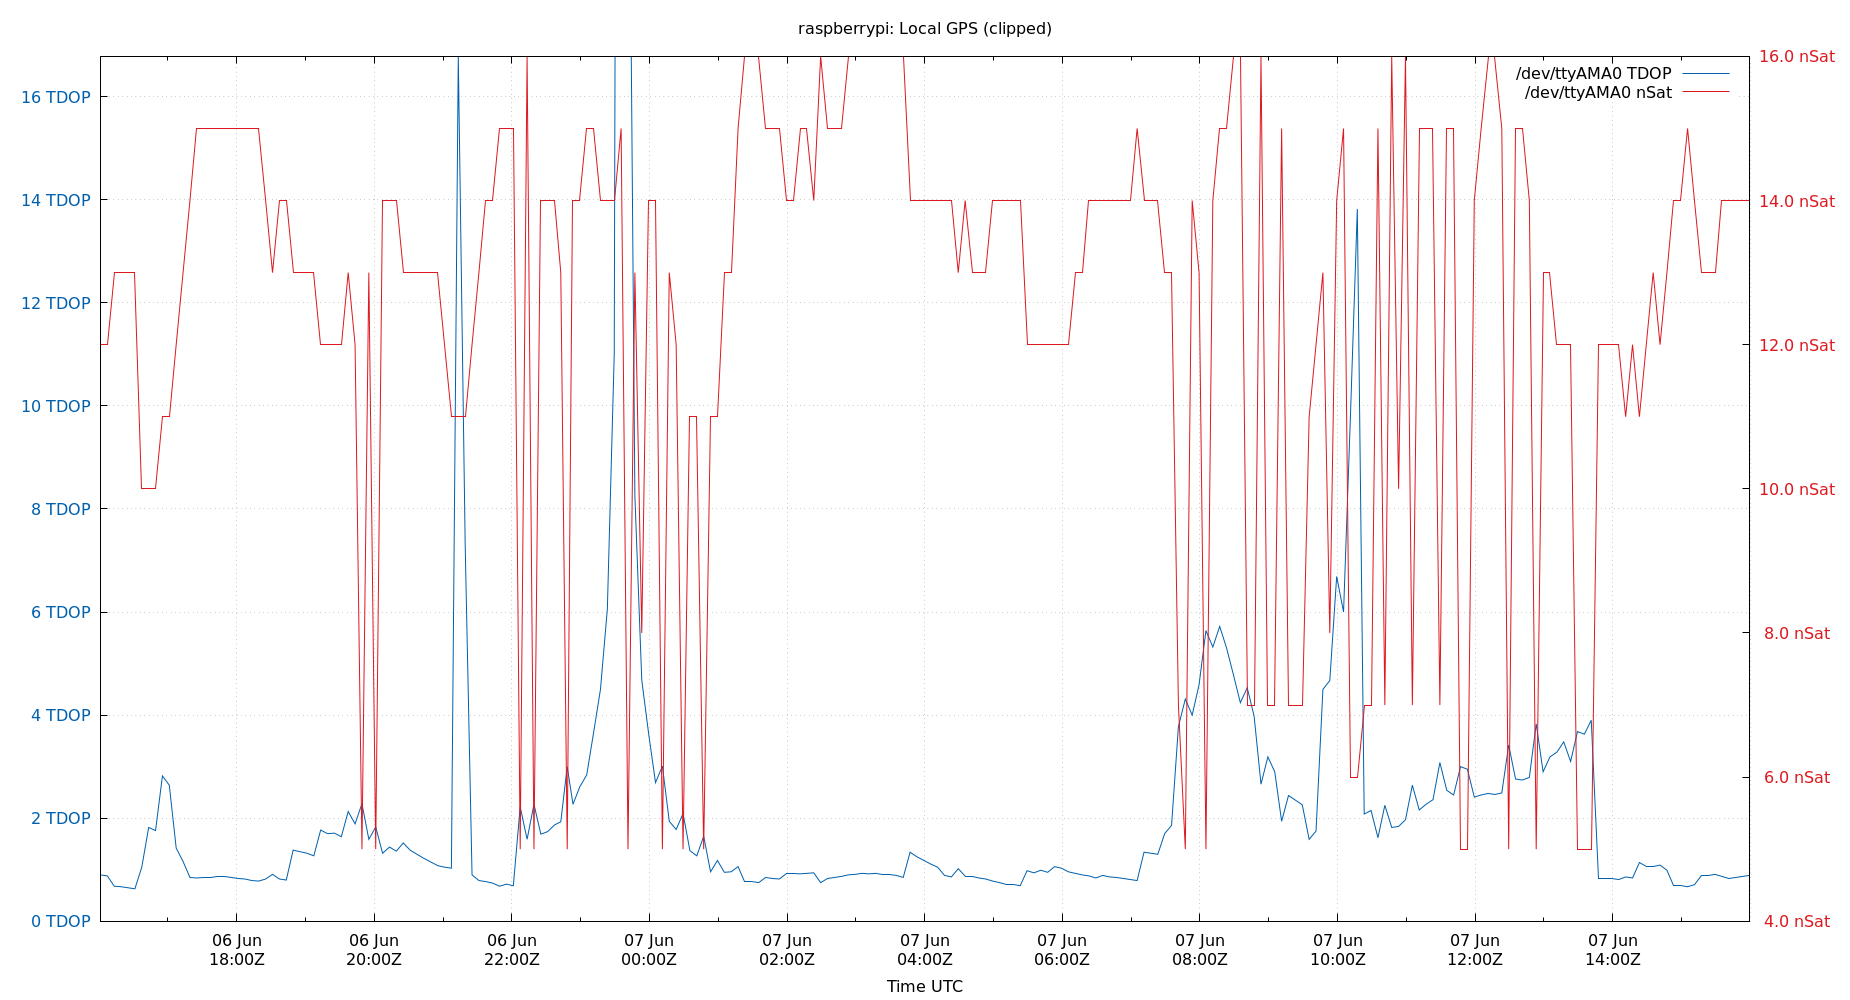 raspberrypi: Local GPS (clipped)
16.0 nSat
/dev/ttyAMA0 TDOP
/dev/ttyAMA0 nSat
16 TDOP
14 TDOP
14.0 nSat
12 TDOP
12.0 nSat
10 TDOP
10.0 nSat
8 TDOP
8.0 nSat
6 TDOP
6.0 nSat
4 TDOP
2 TDOP
0 TDOP
4.0 nSat
06 Jun 06 Jun 06 Jun 07 Jun 07 Jun 07 Jun 07 Jun 07 Jun 07 Jun 07 Jun 07 Jun
18:00Z 20:00Z 22:00Z 00:00Z 02:00Z 04:00Z 06:00Z 08:00Z 10:00Z 12:00Z 14:00Z
Time UTC